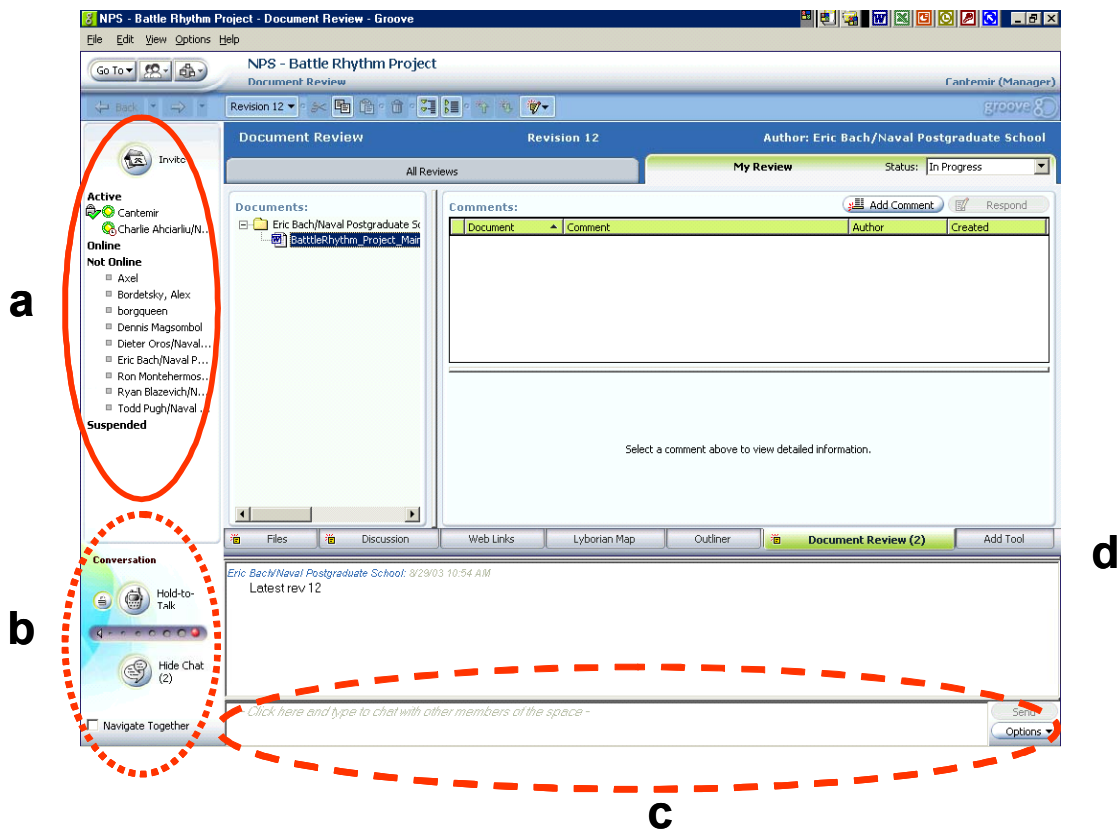 NPS - Battle Rhythm Project - Document Review - Groove
File Edit View Options Help
Go To
NPS - Battle Rhythm Project
Document Review
Cantemir (Manager)
Back
Revision 12
groove
Document Review Revision 12 Author: Eric Bach/Naval Postgraduate School
All Reviews
My Review Status: In Progress
Invite
Active
Cantemir
Charlie Ahciarliu/N...
Online
Not Online
Axel
Bordetsky, Alex
borgqueen
Dennis Magsombol
Dieter Oros/Naval...
Eric Bach/Naval P...
Ron Montehermos...
Ryan Blazevich/N...
Todd Pugh/Naval ...
Suspended
a
Documents:
Eric Bach/Naval Postgraduate Sc
BatttleRhythm_Project_Main
Comments:
Add Comment Respond
Document Comment Author Created
Select a comment above to view detailed information.
Files Discussion Web Links Lyborian Map Outliner Document Review (2) Add Tool
d
Conversation
Hold-to-
Talk
Hide Chat
(2)
Navigate Together
b
Eric Bach/Naval Postgraduate School: 8/29/03 10:54 AM
Latest rev 12
- Click here and type to chat with other members of the space -
Send
Options
c